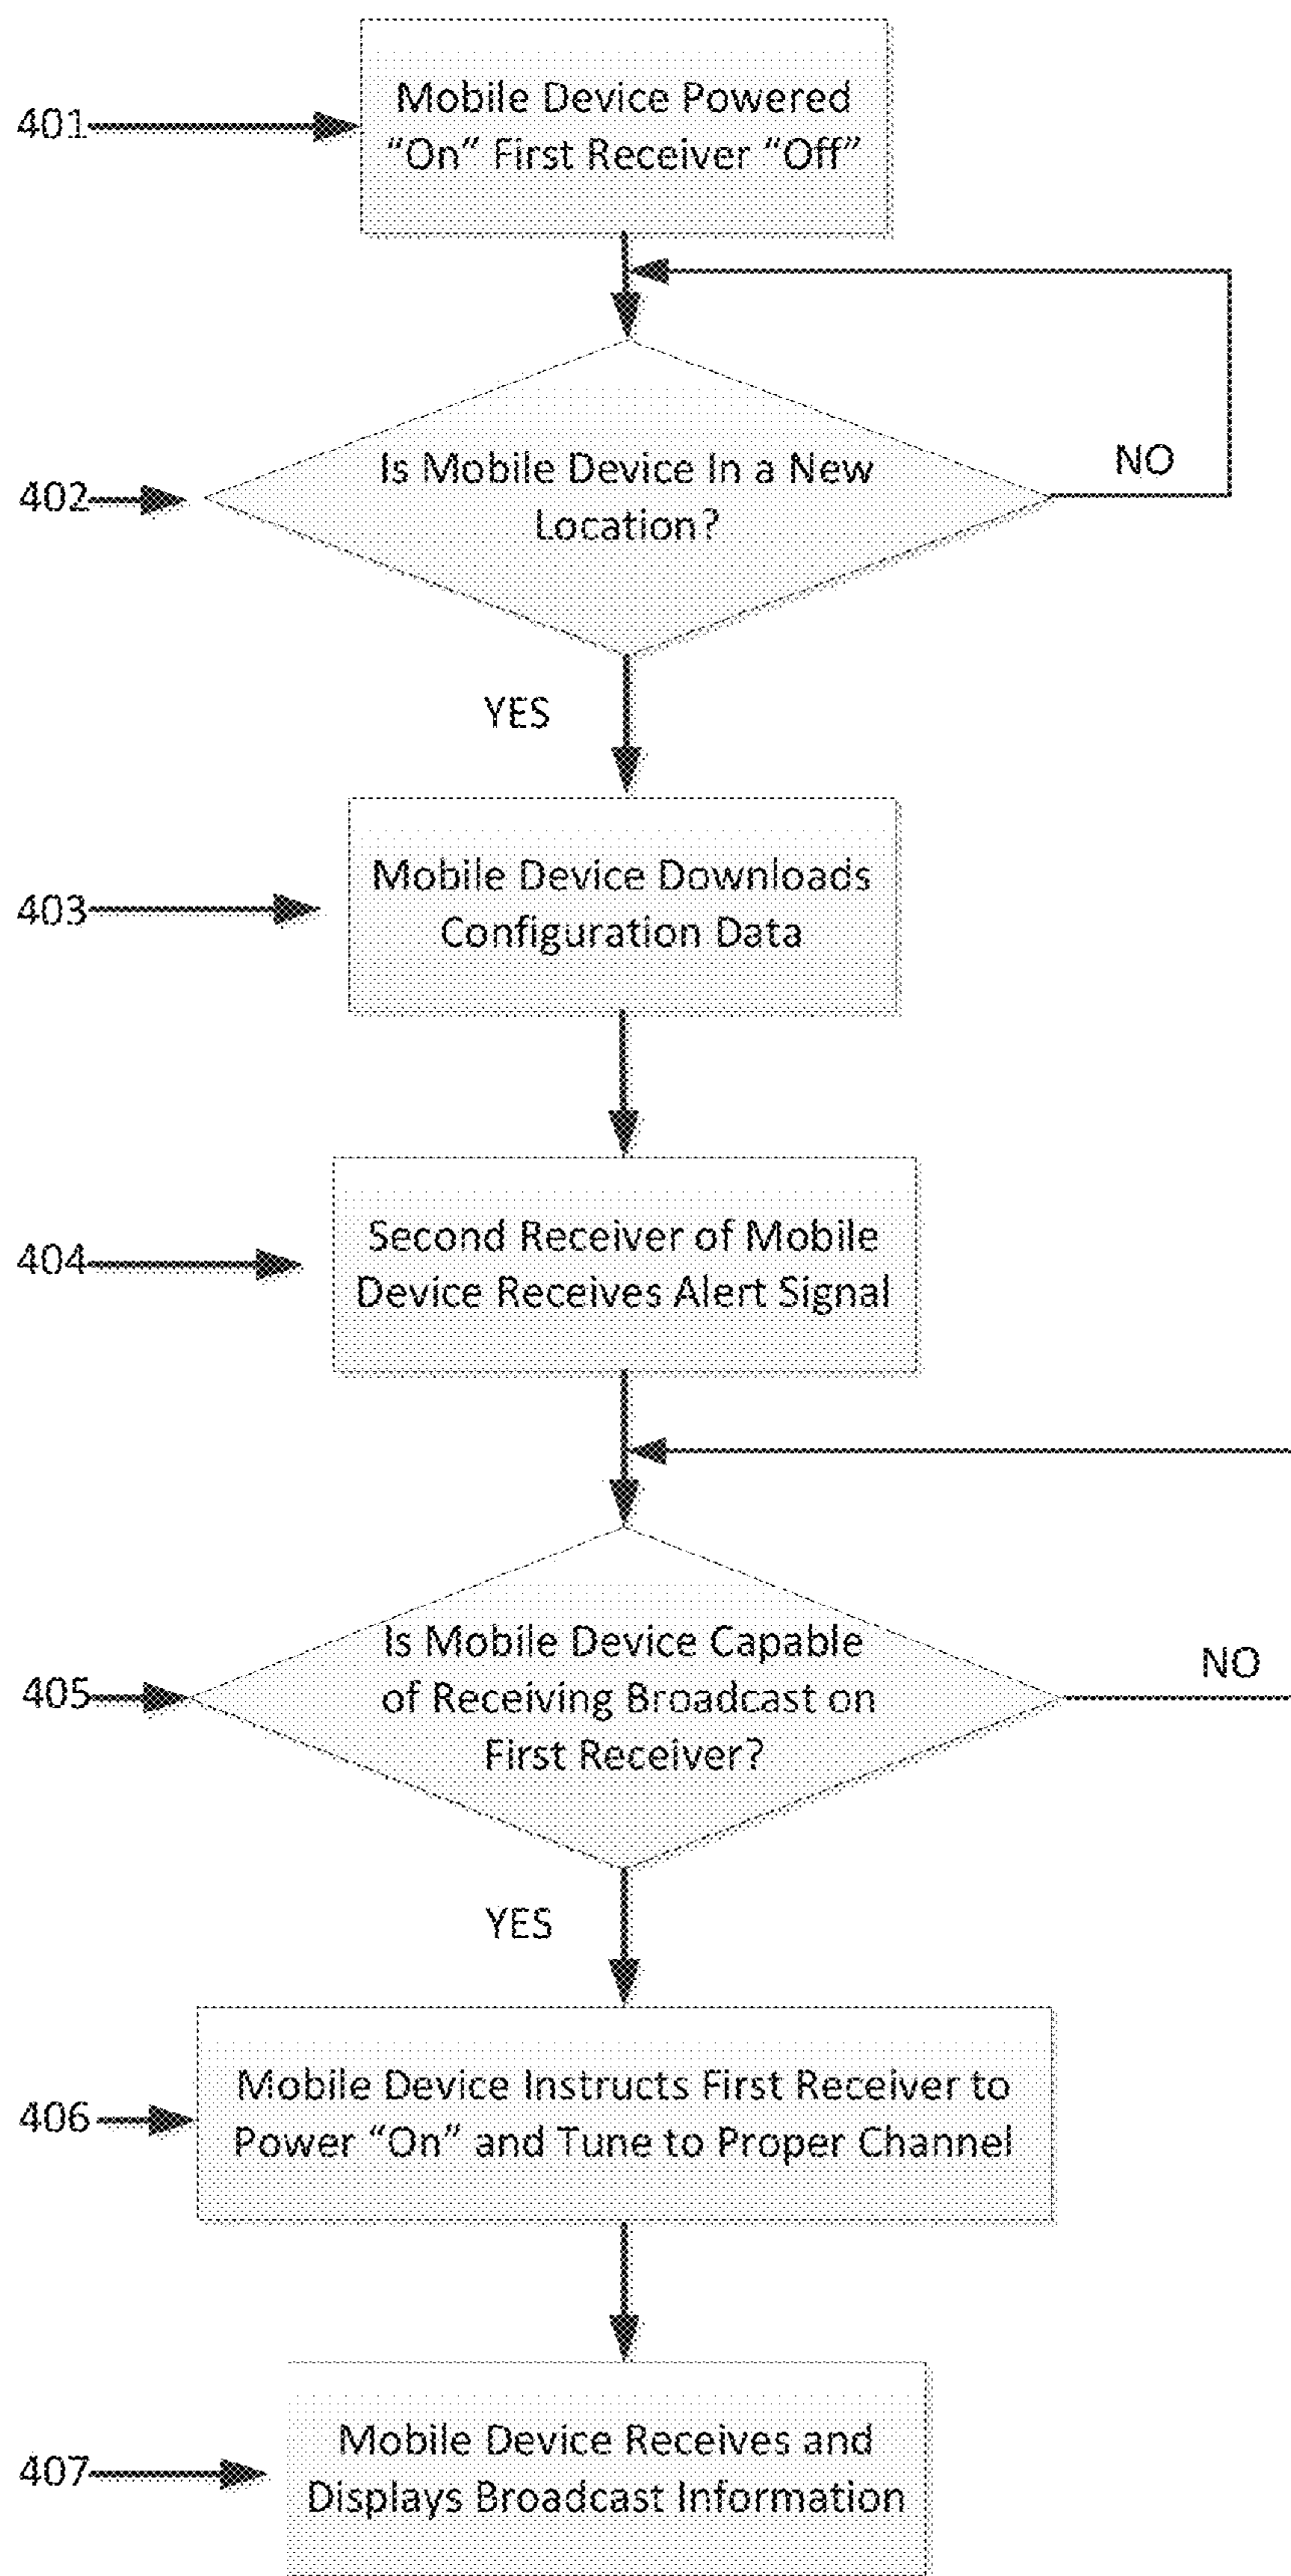 401
Mobile Device Powered
“On” First Receiver “Off”
402
Is Mobile Device In a New
Location?
NO
YES
403
Mobile Device Downloads
Configuration Data
404
Second Receiver of Mobile
Device Receives Alert Signal
405
Is Mobile Device Capable
of Receiving Broadcast on
First Receiver?
NO
YES
406
Mobile Device Instructs First Receiver to
Power “On” and Tune to Proper Channel
407
Mobile Device Receives and
Displays Broadcast Information